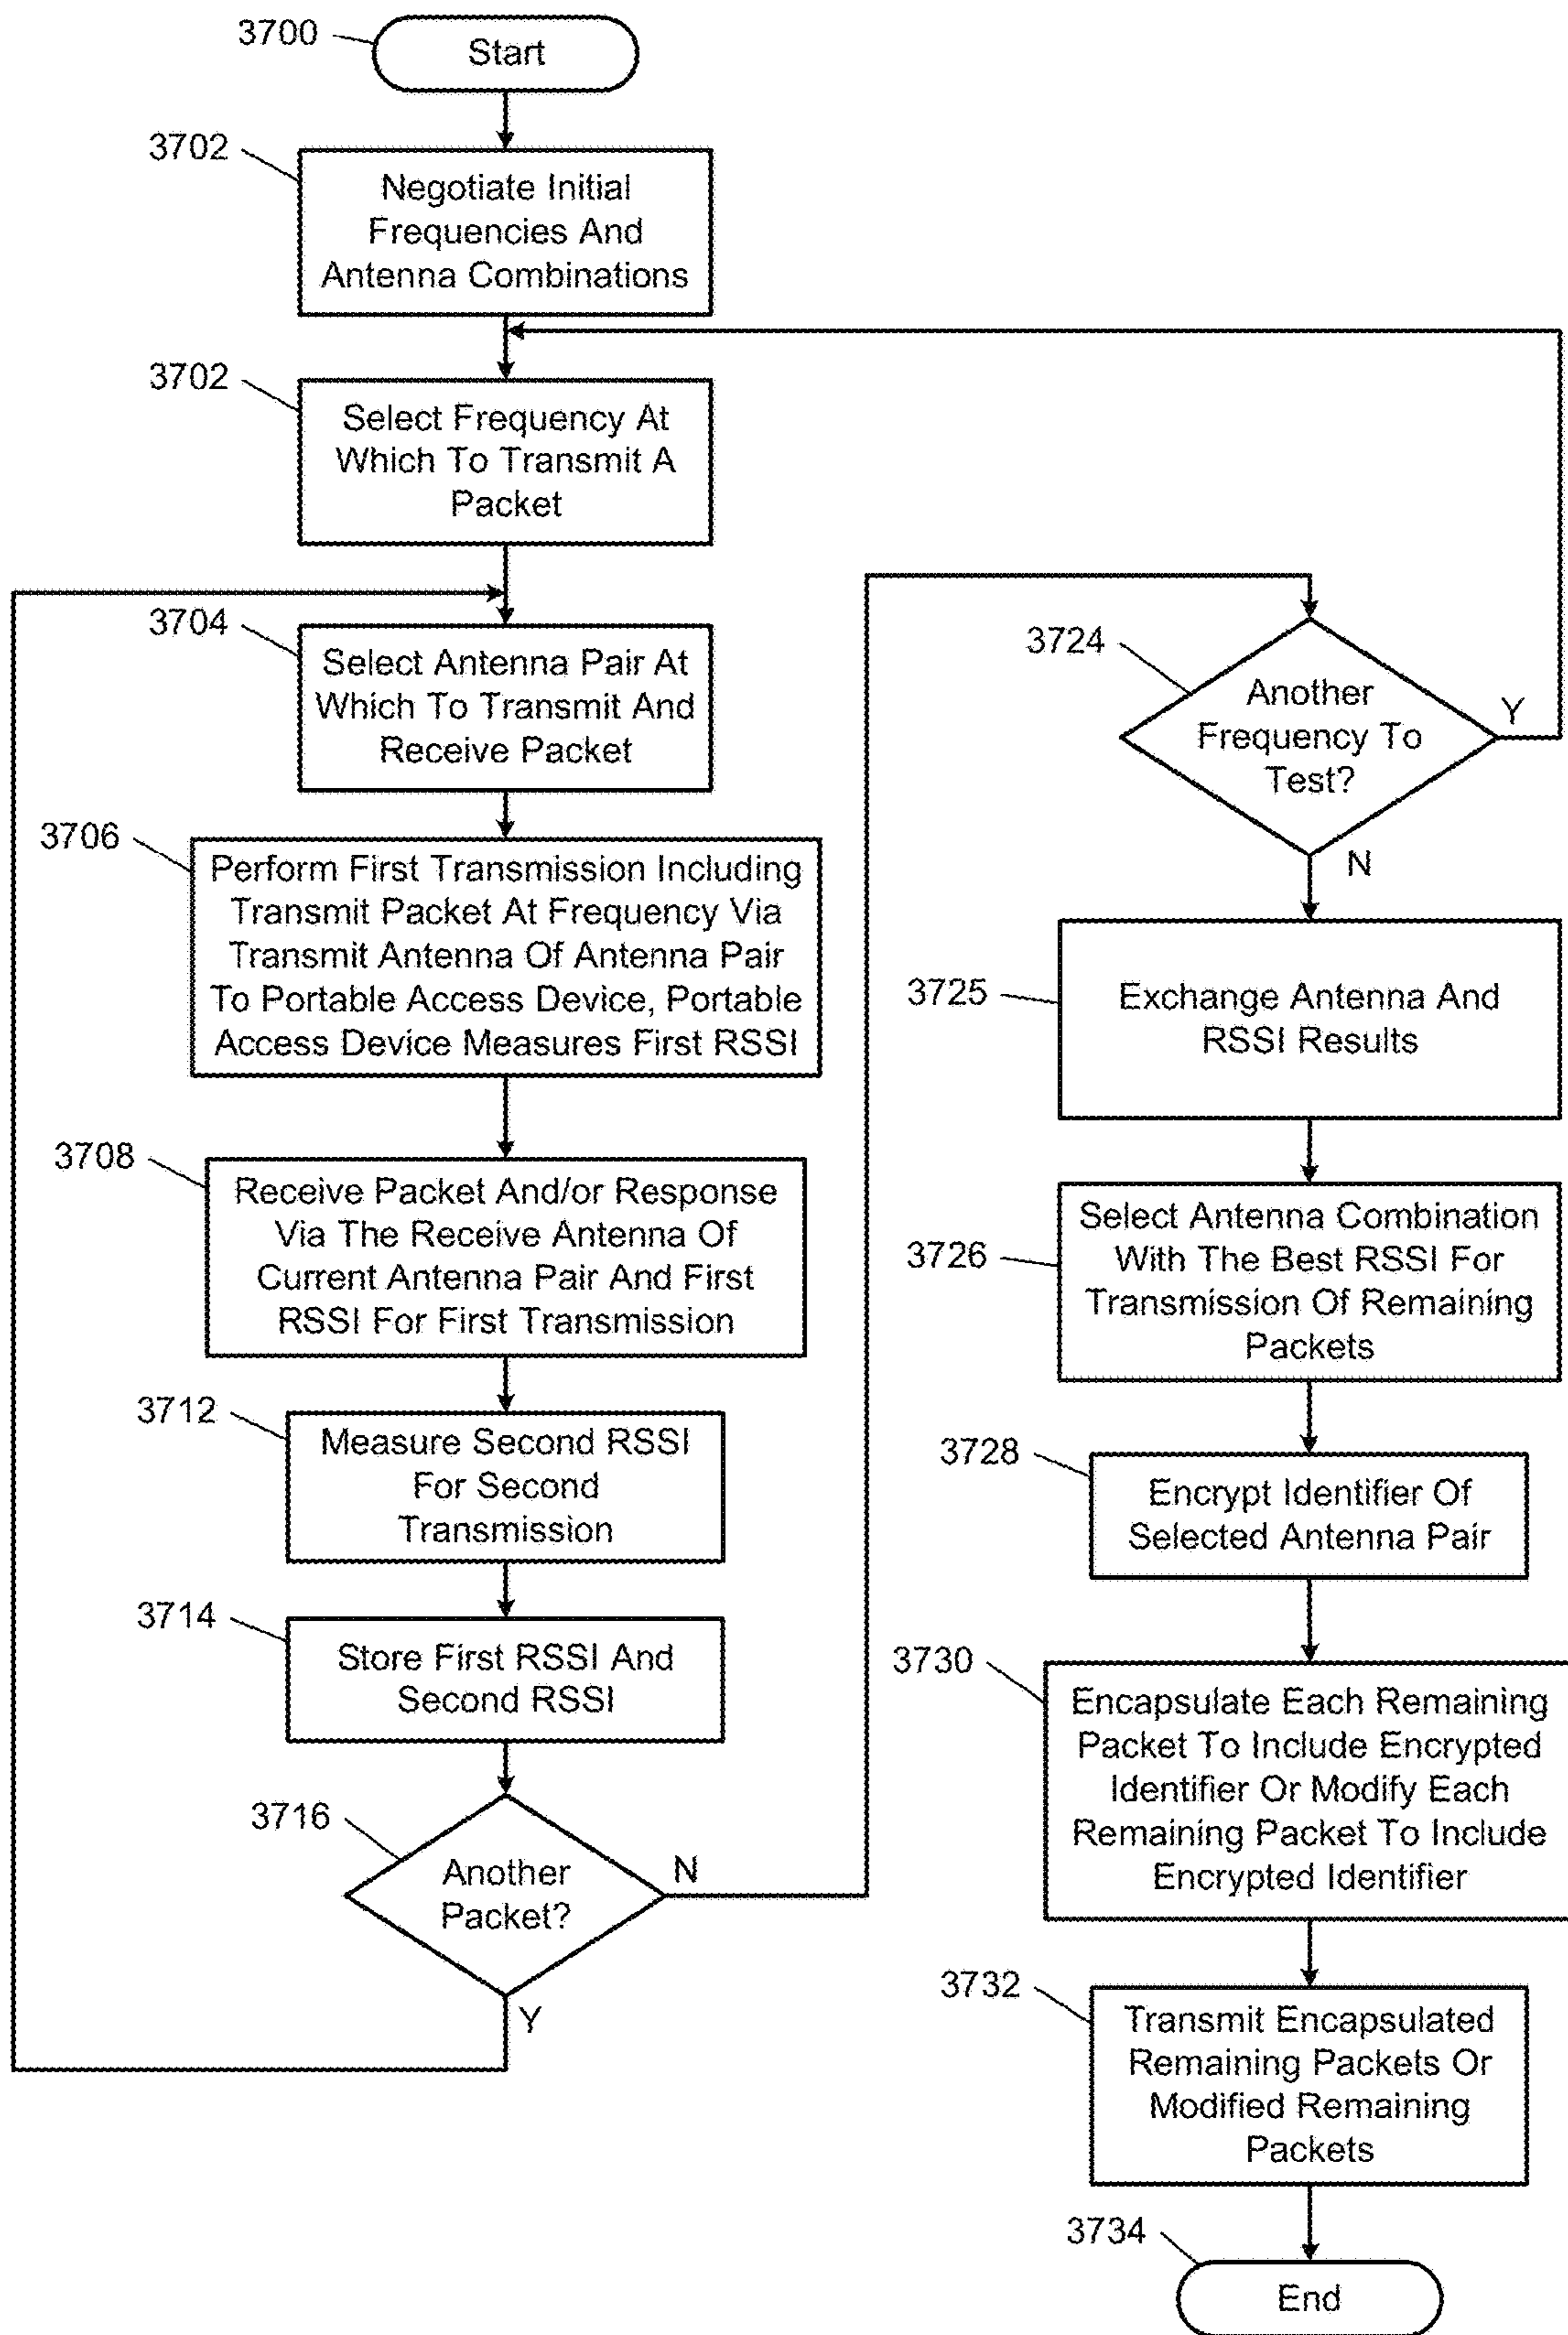 3700
Start
3702
Negotiate Initial
Frequencies And
Antenna Combinations
3702
Select Frequency At
Which To Transmit A
Packet
3704
Select Antenna Pair At
Which To Transmit And
Receive Packet
3706
Perform First Transmission Including
Transmit Packet At Frequency Via
Transmit Antenna Of Antenna Pair
To Portable Access Device, Portable
Access Device Measures First RSSI
3708
Receive Packet And/or Response
Via The Receive Antenna Of
Current Antenna Pair And First
RSSI For First Transmission
3712
Measure Second RSSI
For Second
Transmission
3714
Store First RSSI And
Second RSSI
3716
Another
Packet?
N
Y
3724
Another
Frequency To
Test?
Y
N
3725
Exchange Antenna And
RSSI Results
3726
Select Antenna Combination
With The Best RSSI For
Transmission Of Remaining
Packets
3728
Encrypt Identifier Of
Selected Antenna Pair
3730
Encapsulate Each Remaining
Packet To Include Encrypted
Identifier Or Modify Each
Remaining Packet To Include
Encrypted Identifier
3732
Transmit Encapsulated
Remaining Packets Or
Modified Remaining
Packets
3734
End